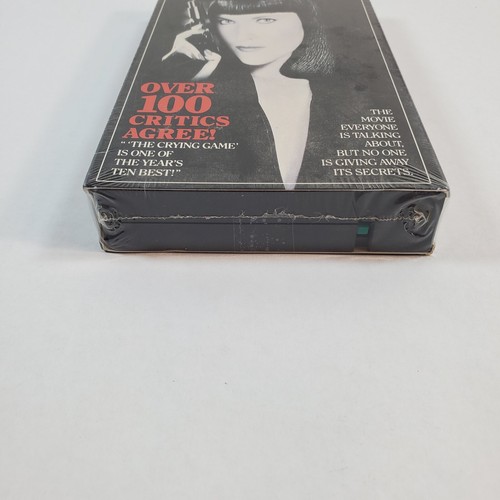 OVER
100
CRITICS
AGREE!
"'THE CRYING GAME'
IS ONE OF
THE YEAR'S
TEN BEST!"
THE
MOVIE
EVERYONE
IS TALKING
ABOUT,
BUT NO ONE
IS GIVING AWAY
ITS SECRETS.